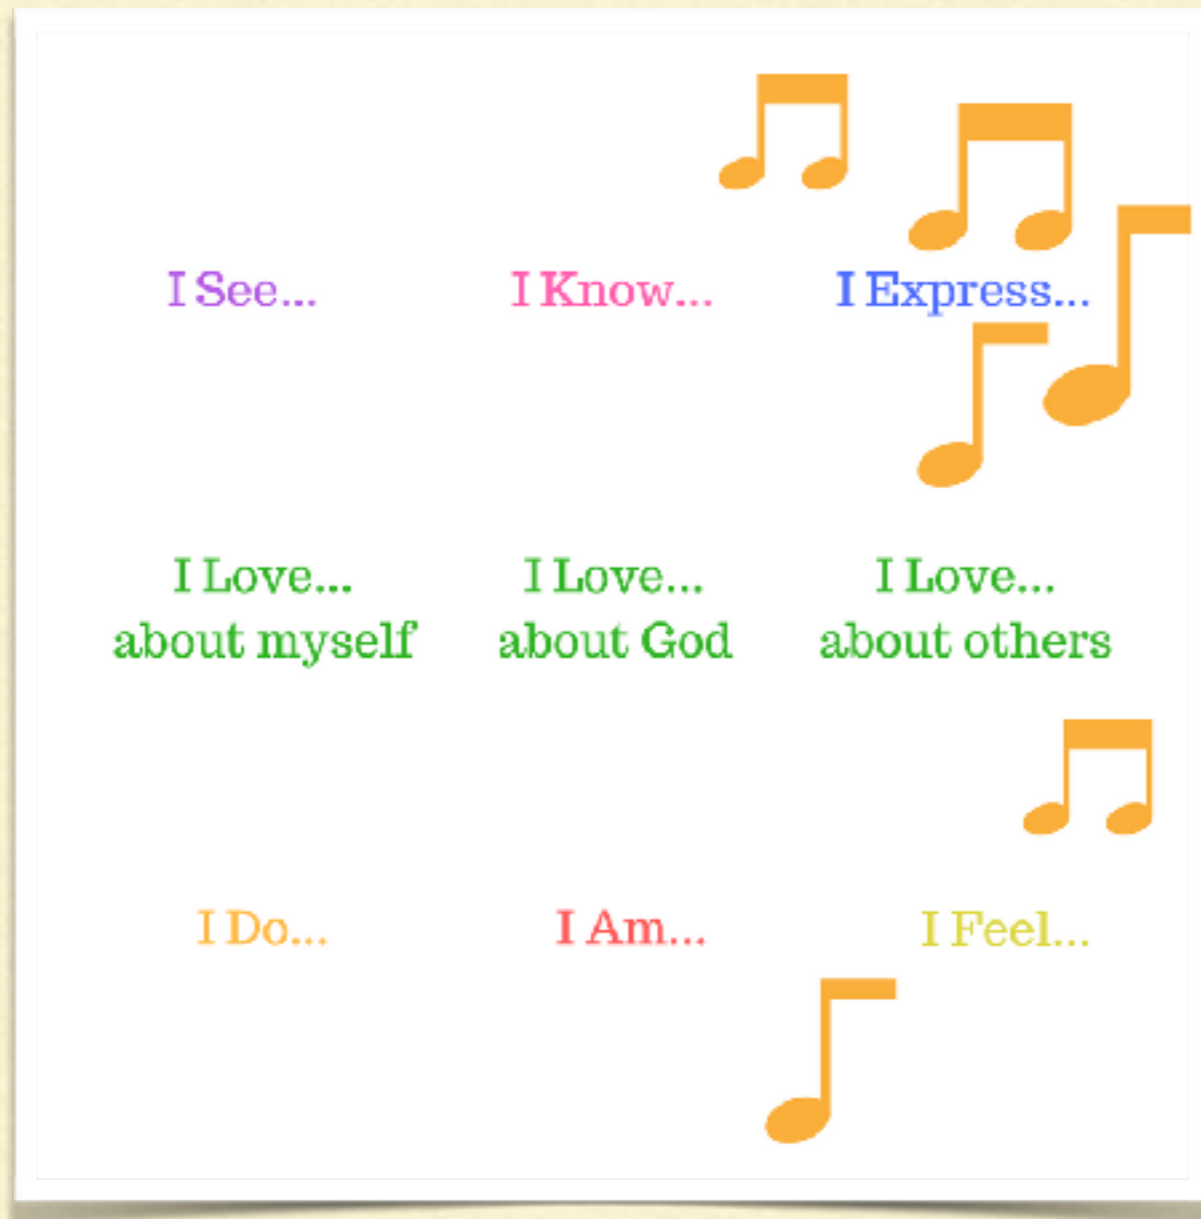 I See...
I Know...
I Express...
I Love...
about myself
I Love...
about God
I Love...
about others
I Do...
I Am...
I Feel...